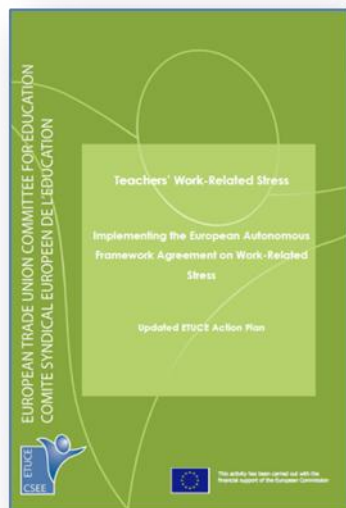 EUROPEAN TRADE UNION COMMITTEE FOR EDUCATION
COMITE SYNDICAL EUROPEEN DE L'EDUCATION
Teachers' Work-Related Stress
Implementing the European Autonomous
Framework Agreement on Work-Related
Stress
Updated ETUCE Action Plan
ETUCE
CSEE
This activity has been carried out with the
financial support of the European Commission